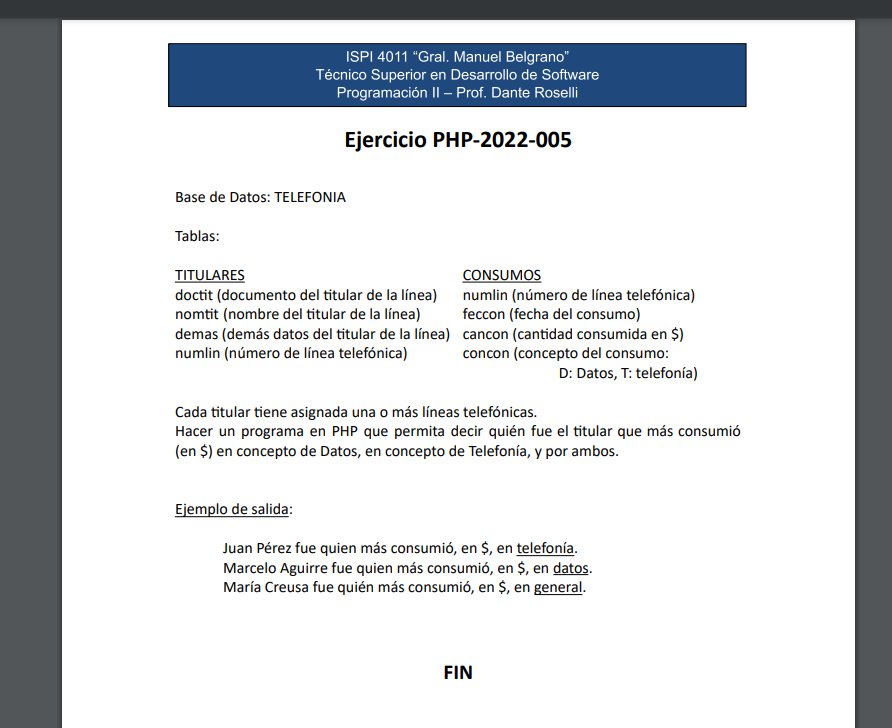 ISPI 4011 “Gral. Manuel Belgrano”
Técnico Superior en Desarrollo de Software
Programación II – Prof. Dante Roselli
Ejercicio PHP-2022-005
Base de Datos: TELEFONIA
Tablas:
TITULARES
doctit (documento del titular de la línea)
nomtit (nombre del titular de la línea)
demas (demás datos del titular de la línea)
numlin (número de línea telefónica)
CONSUMOS
numlin (número de línea telefónica)
feccon (fecha del consumo)
cancon (cantidad consumida en $)
concon (concepto del consumo:
D: Datos, T: telefonía)
Cada titular tiene asignada una o más líneas telefónicas.
Hacer un programa en PHP que permita decir quién fue el titular que más consumió
(en $) en concepto de Datos, en concepto de Telefonía, y por ambos.
Ejemplo de salida:
Juan Pérez fue quien más consumió, en $, en telefonía.
Marcelo Aguirre fue quien más consumió, en $, en datos.
María Creusa fue quién más consumió, en $, en general.
FIN